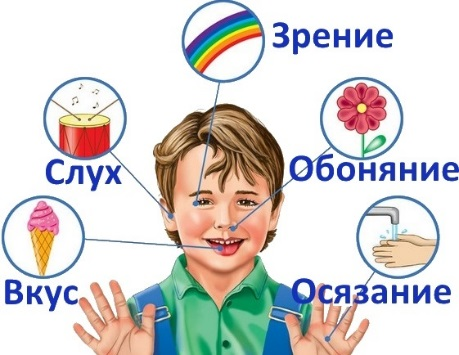 Зрение
Слух
Обоняние
Вкус
Осязание